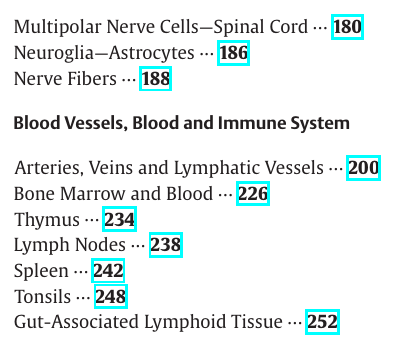 Multipolar Nerve Cells—Spinal Cord ··· 180
Neuroglia—Astrocytes ··· 186
Nerve Fibers ··· 188
Blood Vessels, Blood and Immune System
Arteries, Veins and Lymphatic Vessels ··· 200
Bone Marrow and Blood ··· 226
Thymus ··· 234
Lymph Nodes ··· 238
Spleen ··· 242
Tonsils ··· 248
Gut-Associated Lymphoid Tissue ··· 252